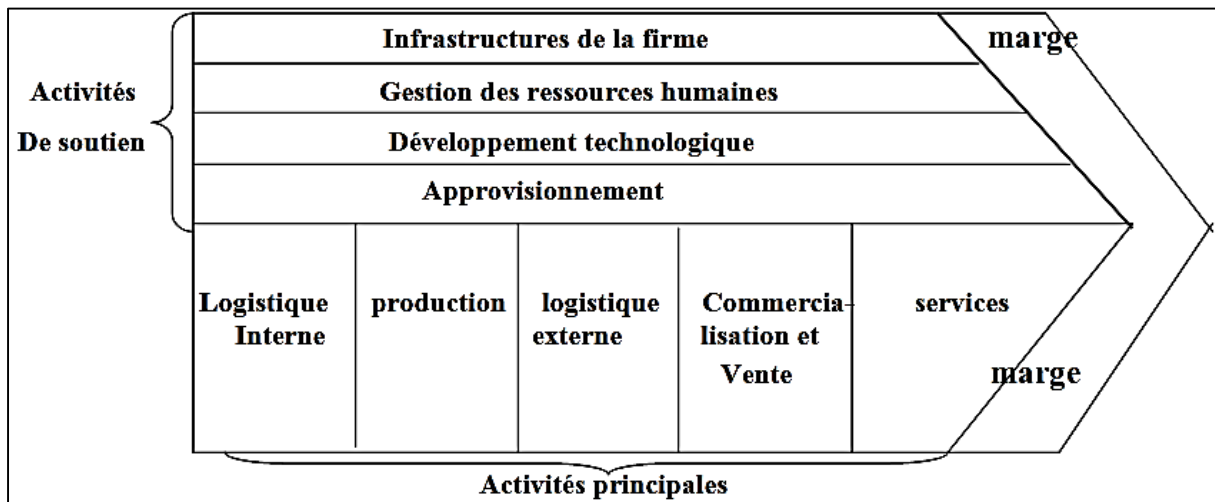 Infrastructures de la firme
marge
Activités
De soutien
Gestion des ressources humaines
Développement technologique
Approvisionnement
Logistique
Interne
production
logistique
externe
Commercia-
lisation et
Vente
services
marge
Activités principales